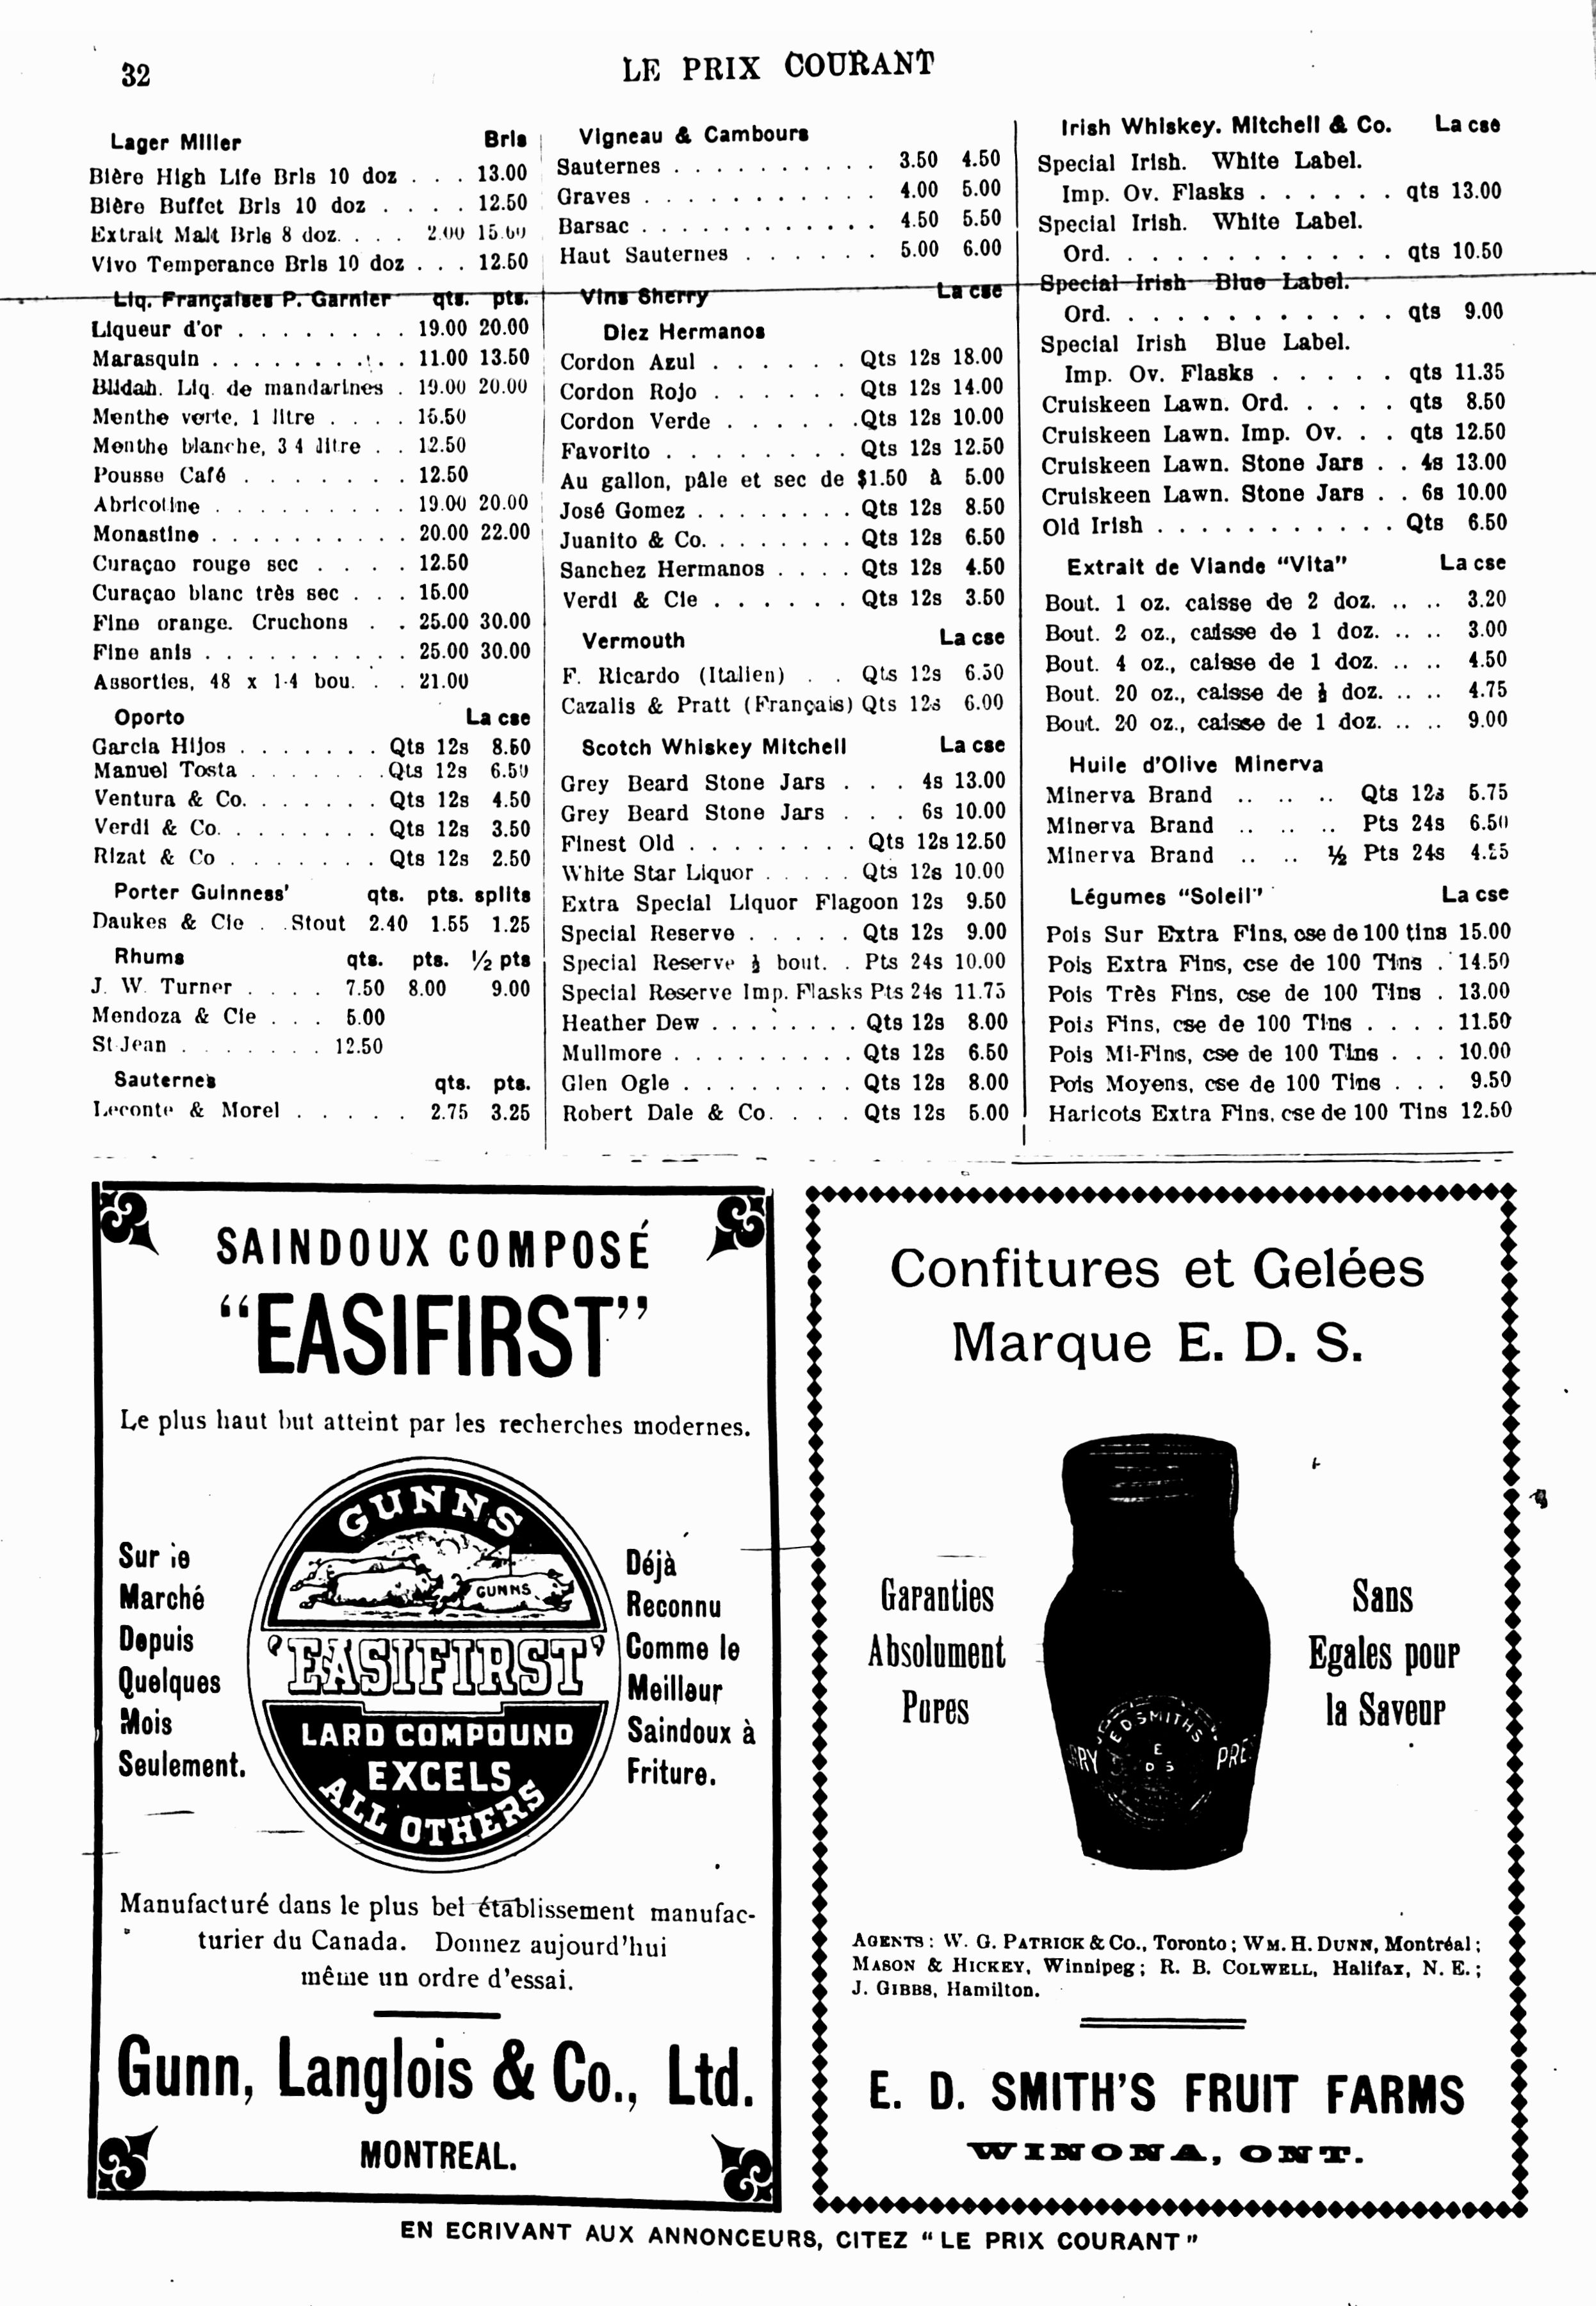 32
LE PRIX COURANT
Lager Miller Brls
Bière High Life Brls 10 doz . . . 13.00
Bière Buffet Brls 10 doz . . . . 12.50
Extrait Malt Brls 8 doz. . . . 2.00 15.00
Vivo Temperance Brls 10 doz . . . 12.50
Liq. Françaises P. Garnier qts. pts.
Liqueur d'or . . . . . . . . 19.00 20.00
Marasquin . . . . . . . . . . 11.00 13.50
Blidah. Liq. de mandarines . 19.00 20.00
Menthe verte, 1 litre . . . . 15.50
Menthe blanche, 3 4 litre . . 12.50
Pousse Café . . . . . . . 12.50
Abricotine . . . . . . . . . 19.00 20.00
Monastine . . . . . . . . . . 20.00 22.00
Curaçao rouge sec . . . . 12.50
Curaçao blanc très sec . . . 15.00
Fine orange. Cruchons . . 25.00 30.00
Fine anis . . . . . . . . . . 25.00 30.00
Assorties, 48 x 1-4 bou. . . 21.00
Oporto La cse
Garcia Hijos . . . . . . . Qts 12s 8.50
Manuel Tosta . . . . . . . Qts 12s 6.50
Ventura & Co. . . . . . . Qts 12s 4.50
Verdi & Co. . . . . . . . Qts 12s 3.50
Rizat & Co . . . . . . . Qts 12s 2.50
Porter Guinness' qts. pts. splits
Daukes & Cie . . Stout 2.40 1.55 1.25
Rhums qts. pts. ½ pts
J. W. Turner . . . . 7.50 8.00 9.00
Mendoza & Cie . . . 5.00
St-Jean . . . . . . . 12.50
Sauternes qts. pts.
Leconte & Morel . . . . . 2.75 3.25
Vigneau & Cambours
Sauternes . . . . . . . . . . 3.50 4.50
Graves . . . . . . . . . . . 4.00 5.00
Barsac . . . . . . . . . . . . 4.50 5.50
Haut Sauternes . . . . . . 5.00 6.00
Vins Sherry La cse
Diez Hermanos
Cordon Azul . . . . . . Qts 12s 18.00
Cordon Rojo . . . . . . Qts 12s 14.00
Cordon Verde . . . . . . . Qts 12s 10.00
Favorito . . . . . . . . Qts 12s 12.50
Au gallon, pâle et sec de $1.50 à 5.00
José Gomez . . . . . . . . Qts 12s 8.50
Juanito & Co. . . . . . . . Qts 12s 6.50
Sanchez Hermanos . . . . Qts 12s 4.50
Verdi & Cie . . . . . . Qts 12s 3.50
Vermouth La cse
F. Ricardo (Italien) . . Qts 12s 6.50
Cazalis & Pratt (Français) Qts 12s 6.00
Scotch Whiskey Mitchell La cse
Grey Beard Stone Jars . . . 4s 13.00
Grey Beard Stone Jars . . . 6s 10.00
Finest Old . . . . . . . . Qts 12s 12.50
White Star Liquor . . . . . Qts 12s 10.00
Extra Special Liquor Flagoon 12s 9.50
Special Reserve . . . . . Qts 12s 9.00
Special Reserve ½ bout. . Pts 24s 10.00
Special Reserve Imp. Flasks Pts 24s 11.75
Heather Dew . . . . . . . . Qts 12s 8.00
Mullmore . . . . . . . . . Qts 12s 6.50
Glen Ogle . . . . . . . . Qts 12s 8.00
Robert Dale & Co. . . . Qts 12s 5.00
Irish Whiskey. Mitchell & Co. La cse
Special Irish. White Label.
Imp. Ov. Flasks . . . . . . qts 13.00
Special Irish. White Label.
Ord. . . . . . . . . . . . . qts 10.50
Special Irish Blue Label.
Ord. . . . . . . . . . . . . qts 9.00
Special Irish Blue Label.
Imp. Ov. Flasks . . . . . qts 11.35
Cruiskeen Lawn. Ord. . . . . qts 8.50
Cruiskeen Lawn. Imp. Ov. . . qts 12.50
Cruiskeen Lawn. Stone Jars . . 4s 13.00
Cruiskeen Lawn. Stone Jars . . 6s 10.00
Old Irish . . . . . . . . . . . Qts 6.50
Extrait de Viande "Vita" La cse
Bout. 1 oz. caisse de 2 doz. .. .. 3.20
Bout. 2 oz., caisse de 1 doz. .. .. 3.00
Bout. 4 oz., caisse de 1 doz. .. .. 4.50
Bout. 20 oz., caisse de ½ doz. .. .. 4.75
Bout. 20 oz., caisse de 1 doz. .. .. 9.00
Huile d'Olive Minerva
Minerva Brand .. .. .. Qts 12s 5.75
Minerva Brand .. .. .. Pts 24s 6.50
Minerva Brand .. .. ½ Pts 24s 4.25
Légumes "Soleil" La cse
Pois Sur Extra Fins, cse de 100 tins 15.00
Pois Extra Fins, cse de 100 Tins . 14.50
Pois Très Fins, cse de 100 Tins . 13.00
Pois Fins, cse de 100 Tins . . . . 11.50
Pois Mi-Fins, cse de 100 Tins . . . 10.00
Pois Moyens, cse de 100 Tins . . . 9.50
Haricots Extra Fins, cse de 100 Tins 12.50
SAINDOUX COMPOSÉ
"EASIFIRST"
Le plus haut but atteint par les recherches modernes.
Sur le
Marché
Depuis
Quelques
Mois
Seulement.
GUNNS
GUNNS
'EASIFIRST'
LARD COMPOUND
EXCELS
ALL OTHERS
Déjà
Reconnu
Comme le
Meilleur
Saindoux à
Friture.
Manufacturé dans le plus bel établissement manufac-
turier du Canada. Donnez aujourd'hui
même un ordre d'essai.
Gunn, Langlois & Co., Ltd.
MONTREAL.
Confitures et Gelées
Marque E. D. S.
Garanties
Absolument
Pures
E D SMITHS
E
D S
RRY PRE
Sans
Egales pour
la Saveur
AGENTS: W. G. PATRICK & Co., Toronto; WM. H. DUNN, Montréal;
MASON & HICKEY, Winnipeg; R. B. COLWELL, Halifax, N. E.;
J. GIBBS, Hamilton.
E. D. SMITH'S FRUIT FARMS
WINONA, ONT.
EN ECRIVANT AUX ANNONCEURS, CITEZ "LE PRIX COURANT"